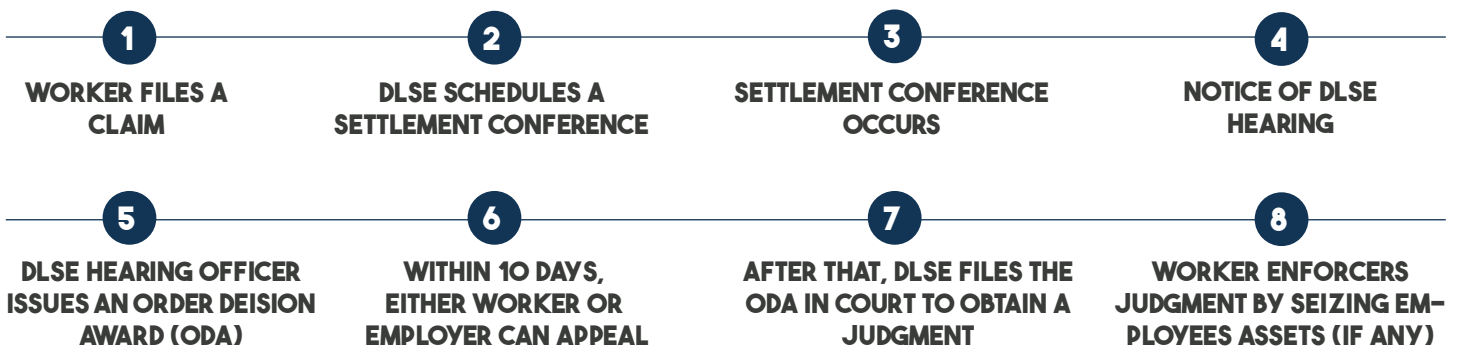 1
WORKER FILES A
CLAIM
2
DLSE SCHEDULES A
SETTLEMENT CONFERENCE
3
SETTLEMENT CONFERENCE
OCCURS
4
NOTICE OF DLSE
HEARING
5
DLSE HEARING OFFICER
ISSUES AN ORDER DEISION
AWARD (ODA)
6
WITHIN 10 DAYS,
EITHER WORKER OR
EMPLOYER CAN APPEAL
7
AFTER THAT, DLSE FILES THE
ODA IN COURT TO OBTAIN A
JUDGMENT
8
WORKER ENFORCERS
JUDGMENT BY SEIZING EM-
PLOYEES ASSETS (IF ANY)